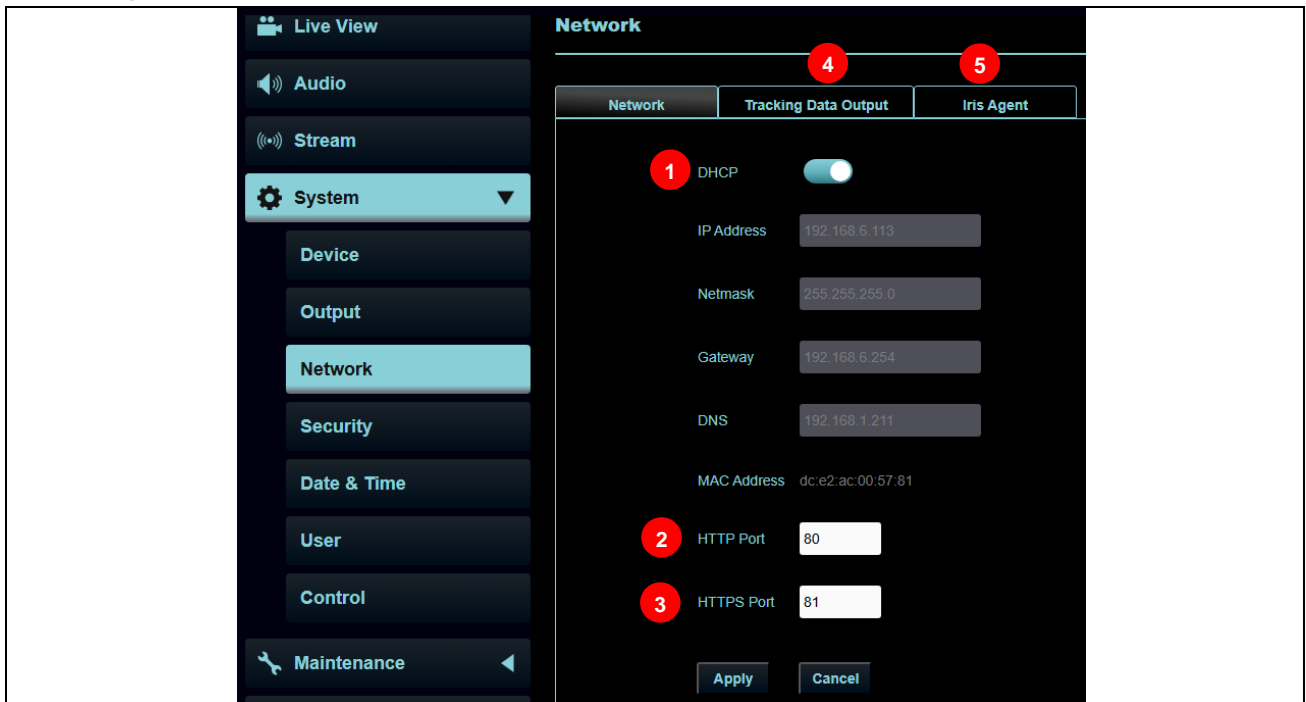 Live View
Audio
Stream
System
Device
Output
Network
Security
Date & Time
User
Control
Maintenance
Network
4 5
Network Tracking Data Output Iris Agent
1 DHCP
IP Address 192.168.6.113
Netmask 255.255.255.0
Gateway 192.168.6.254
DNS 192.168.1.211
MAC Address dc:e2:ac:00:57:81
2 HTTP Port 80
3 HTTPS Port 81
Apply Cancel